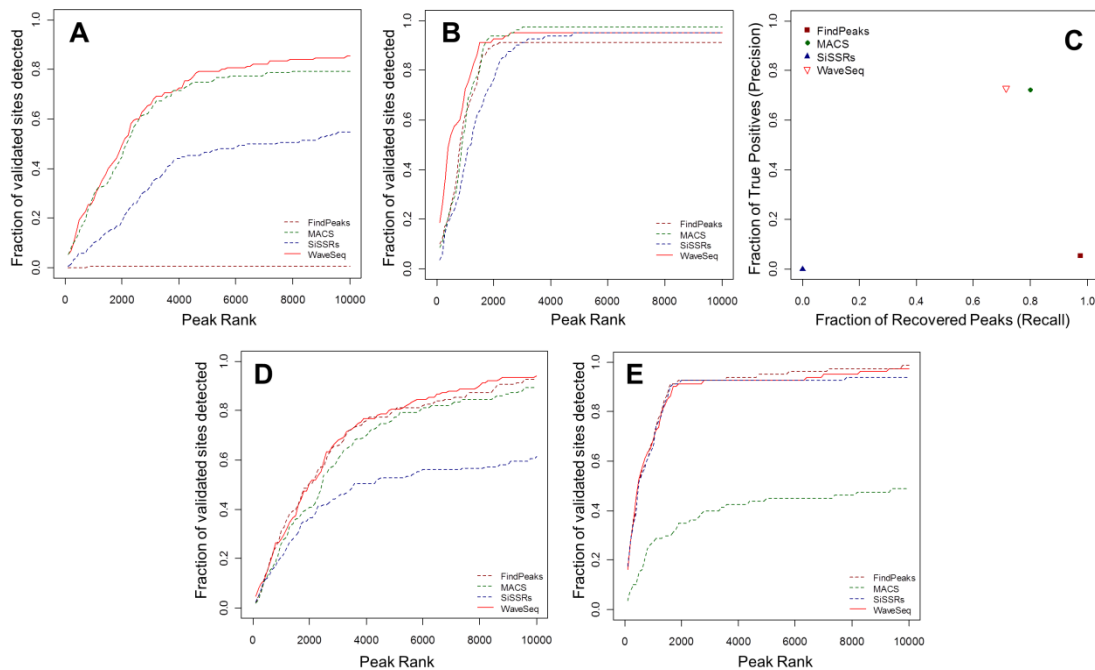 A
Fraction of validated sites detected
0.0 0.2 0.4 0.6 0.8 1.0
0 2000 4000 6000 8000 10000
Peak Rank
FindPeaks
MACS
SiSSRs
WaveSeq
B
Fraction of validated sites detected
0.0 0.2 0.4 0.6 0.8 1.0
0 2000 4000 6000 8000 10000
Peak Rank
FindPeaks
MACS
SiSSRs
WaveSeq
C
Fraction of True Positives (Precision)
0.0 0.2 0.4 0.6 0.8 1.0
0.0 0.2 0.4 0.6 0.8 1.0
Fraction of Recovered Peaks (Recall)
FindPeaks
MACS
SiSSRs
WaveSeq
D
Fraction of validated sites detected
0.0 0.2 0.4 0.6 0.8 1.0
0 2000 4000 6000 8000 10000
Peak Rank
FindPeaks
MACS
SiSSRs
WaveSeq
E
Fraction of validated sites detected
0.0 0.2 0.4 0.6 0.8 1.0
0 2000 4000 6000 8000 10000
Peak Rank
FindPeaks
MACS
SiSSRs
WaveSeq